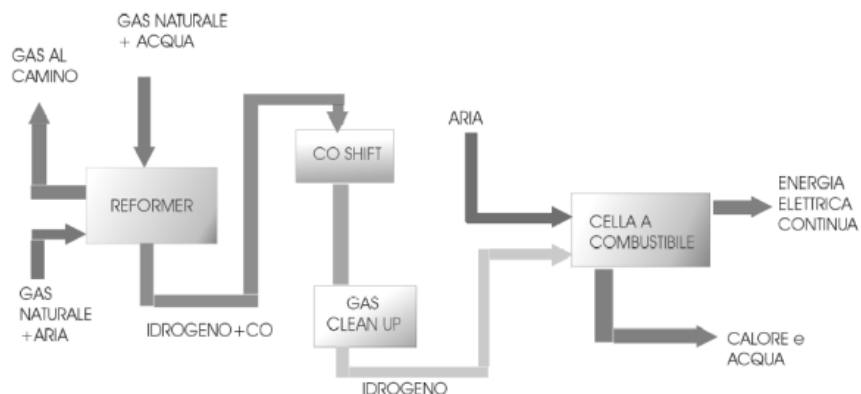 GAS NATURALE
+ ACQUA
GAS AL
CAMINO
REFORMER
GAS
NATURALE
+ARIA
IDROGENO+CO
CO SHIFT
GAS
CLEAN UP
IDROGENO
ARIA
CELLA A
COMBUSTIBILE
ENERGIA
ELETTRICA
CONTINUA
CALORE e
ACQUA